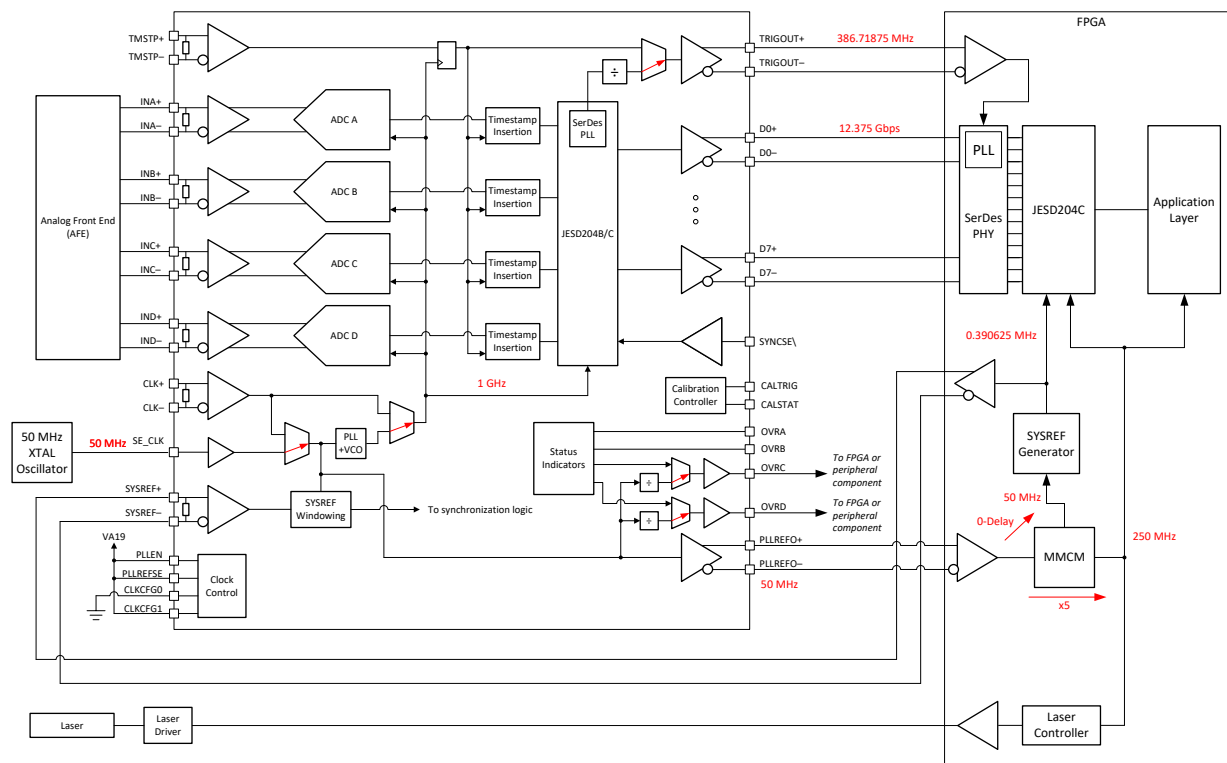 FPGA
TMSTP+
TMSTP–
TRIGOUT+
386.71875 MHz
TRIGOUT–
÷
INA+
INA–
ADC A
Timestamp
Insertion
SerDes
PLL
D0+
12.375 Gbps
D0–
PLL
INB+
INB–
ADC B
Timestamp
Insertion
Analog Front End
(AFE)
JESD204B/C
SerDes
PHY
JESD204C
Application
Layer
INC+
INC–
ADC C
Timestamp
Insertion
D7+
D7–
IND+
IND–
ADC D
Timestamp
Insertion
SYNCSE\
0.390625 MHz
CLK+
CLK–
1 GHz
Calibration
Controller
CALTRIG
CALSTAT
50 MHz
XTAL
Oscillator
50 MHz
SE_CLK
PLL
+VCO
Status
Indicators
OVRA
OVRB
OVRC
To FPGA or
peripheral
component
÷
SYSREF
Generator
SYSREF+
SYSREF–
SYSREF
Windowing
To synchronization logic
÷
OVRD
To FPGA or
peripheral
component
50 MHz
0-Delay
250 MHz
VA19
PLLEN
PLLREFSE
CLKCFG0
CLKCFG1
Clock
Control
PLLREFO+
PLLREFO–
50 MHz
MMCM
x5
Laser
Laser
Driver
Laser
Controller